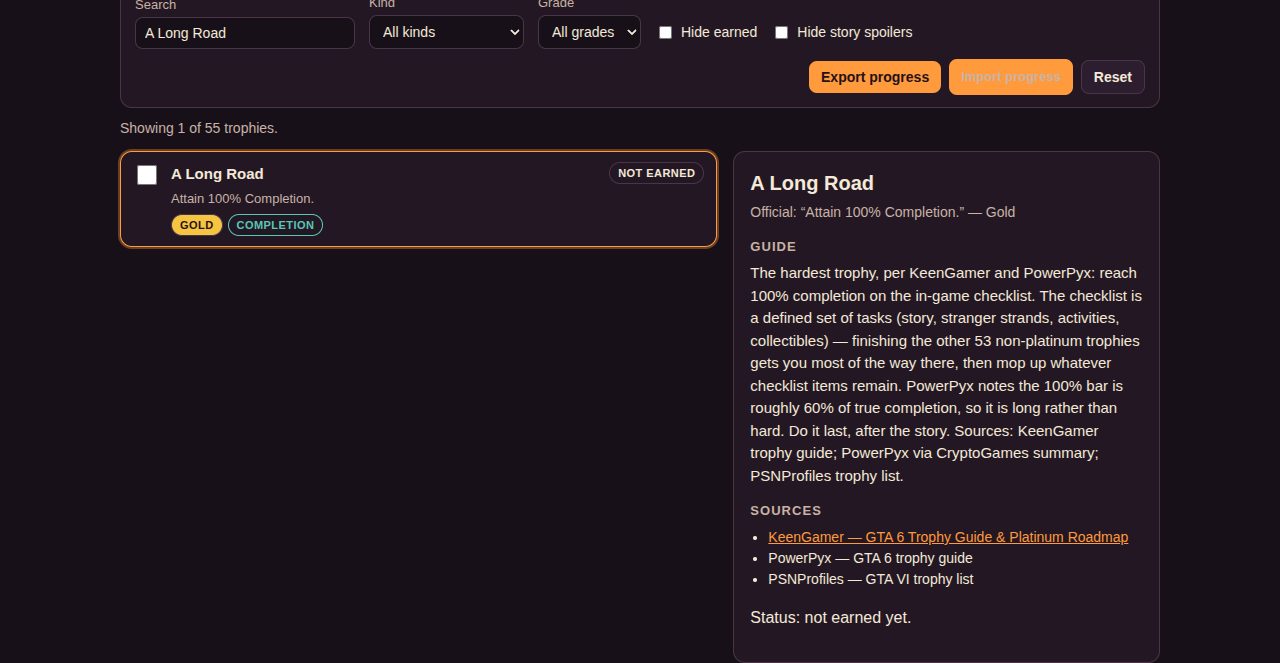 Search
Kind
Grade
A Long Road
All kinds
All grades
Hide earned
Hide story spoilers
Export progress
Import progress
Reset
Showing 1 of 55 trophies.
A Long Road
NOT EARNED
Attain 100% Completion.
GOLD
COMPLETION
A Long Road
Official: “Attain 100% Completion.” — Gold
GUIDE
The hardest trophy, per KeenGamer and PowerPyx: reach
100% completion on the in-game checklist. The checklist is
a defined set of tasks (story, stranger strands, activities,
collectibles) — finishing the other 53 non-platinum trophies
gets you most of the way there, then mop up whatever
checklist items remain. PowerPyx notes the 100% bar is
roughly 60% of true completion, so it is long rather than
hard. Do it last, after the story. Sources: KeenGamer
trophy guide; PowerPyx via CryptoGames summary;
PSNProfiles trophy list.
SOURCES
KeenGamer — GTA 6 Trophy Guide & Platinum Roadmap
PowerPyx — GTA 6 trophy guide
PSNProfiles — GTA VI trophy list
Status: not earned yet.